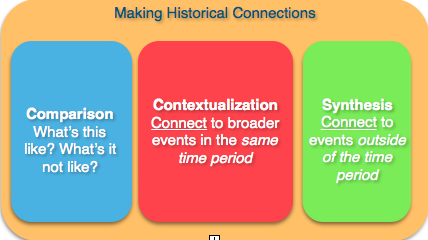 Making Historical Connections
Comparison
What's this
like? What's it
not like?
Contextualization
Connect to broader
events in the same
time period
Synthesis
Connect to
events outside
of the time
period